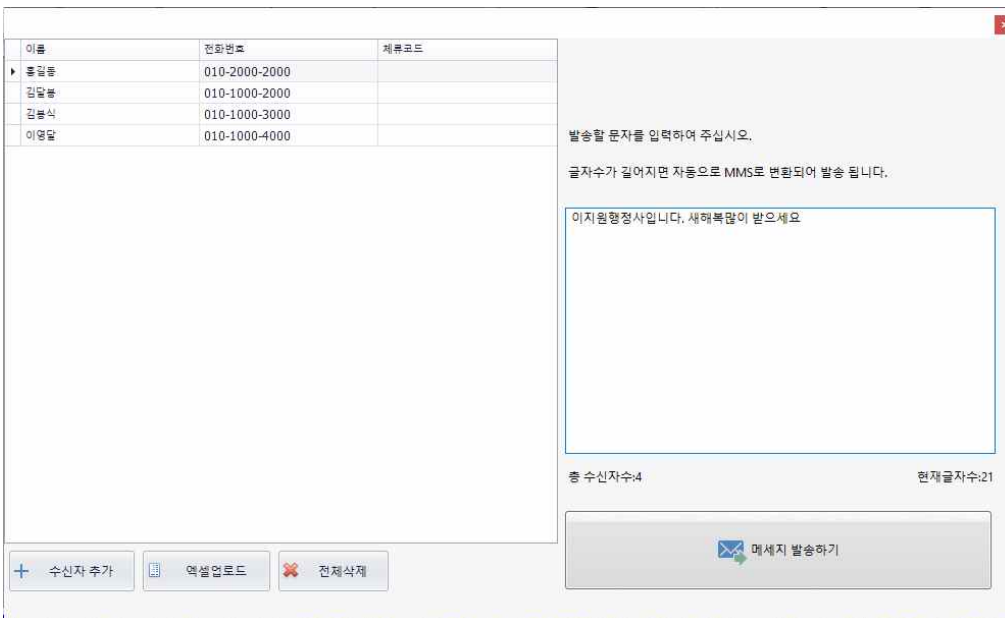 이름 전화번호 체류코드
홍길동 010-2000-2000
김달봉 010-1000-2000
김봉식 010-1000-3000
이영달 010-1000-4000
발송할 문자를 입력하여 주십시오.
글자수가 길어지면 자동으로 MMS로 변환되어 발송 됩니다.
이지원행정사입니다. 새해복많이 받으세요
총 수신자수:4
현재글자수:21
메세지 발송하기
수신자 추가
엑셀업로드
전체삭제